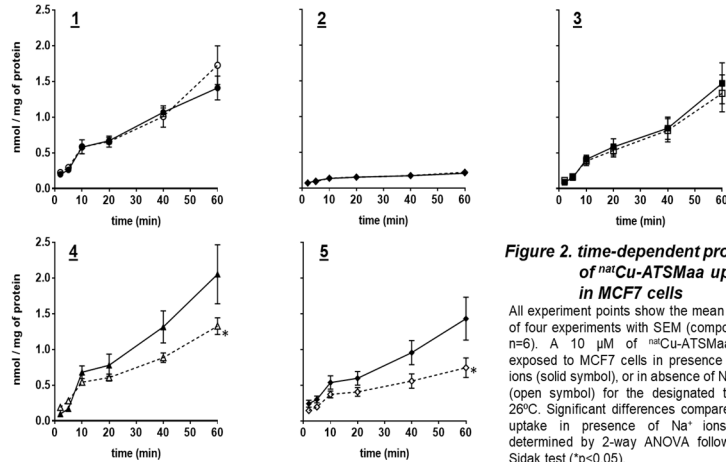 1
2
3
2.5
2.0
1.5
1.0
0.5
0.0
nmol / mg of protein
0 10 20 30 40 50 60
time (min)
0 10 20 30 40 50 60
time (min)
0 10 20 30 40 50 60
time (min)
4
5
2.5
2.0
1.5
1.0
0.5
0.0
nmol / mg of protein
*
*
0 10 20 30 40 50 60
time (min)
0 10 20 30 40 50 60
time (min)
Figure 2. time-dependent pro
of natCu-ATSMaa up
in MCF7 cells
All experiment points show the mean
of four experiments with SEM (compo
n=6). A 10 µM of natCu-ATSMaa
exposed to MCF7 cells in presence
ions (solid symbol), or in absence of N
(open symbol) for the designated t
26ºC. Significant differences compare
uptake in presence of Na+ ions
determined by 2-way ANOVA follow
Sidak test (*p≤0.05)